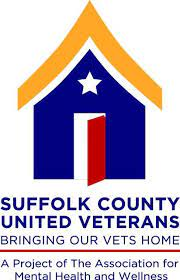 SUFFOLK COUNTY
UNITED VETERANS
BRINGING OUR VETS HOME
A Project of The Association for
Mental Health and Wellness